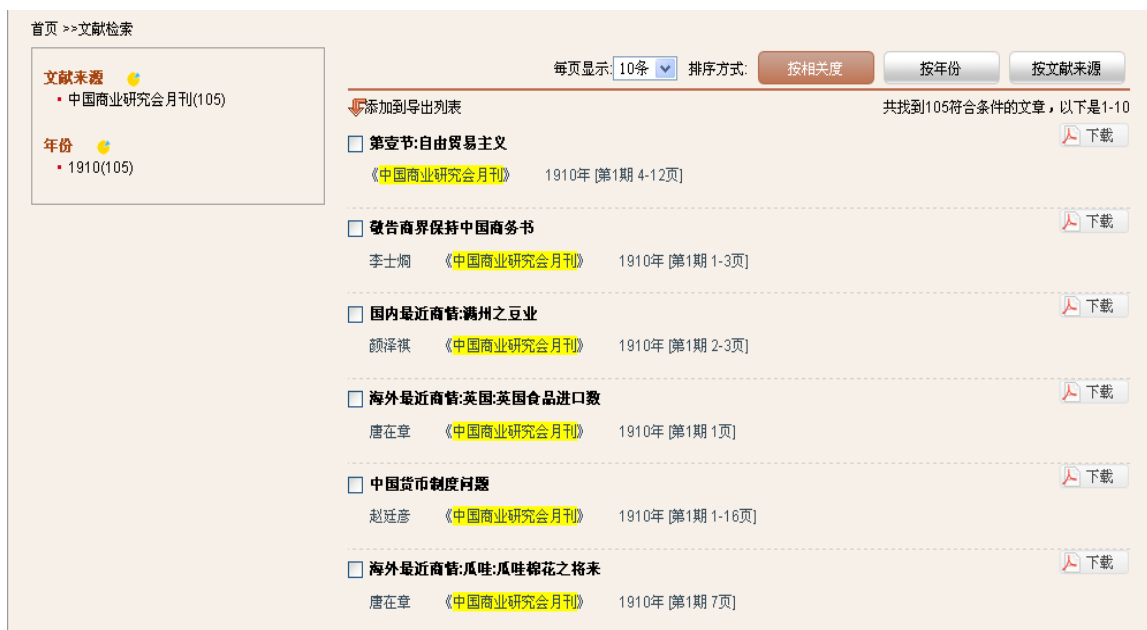 首页 >>文献检索
文献来源
中国商业研究会月刊(105)
年份
1910(105)
每页显示: 10条 排序方式: 按相关度 按年份 按文献来源
添加到导出列表 共找到105符合条件的文章，以下是1-10
第壹节:自由贸易主义 下载
《中国商业研究会月刊》 1910年 [第1期 4-12页]
敬告商界保持中国商务书 下载
李士烱 《中国商业研究会月刊》 1910年 [第1期 1-3页]
国内最近商情:满州之豆业 下载
颜泽祺 《中国商业研究会月刊》 1910年 [第1期 2-3页]
海外最近商情:英国:英国食品进口数 下载
唐在章 《中国商业研究会月刊》 1910年 [第1期 1页]
中国货币制度问题 下载
赵廷彦 《中国商业研究会月刊》 1910年 [第1期 1-16页]
海外最近商情:瓜哇:瓜哇棉花之将来 下载
唐在章 《中国商业研究会月刊》 1910年 [第1期 7页]